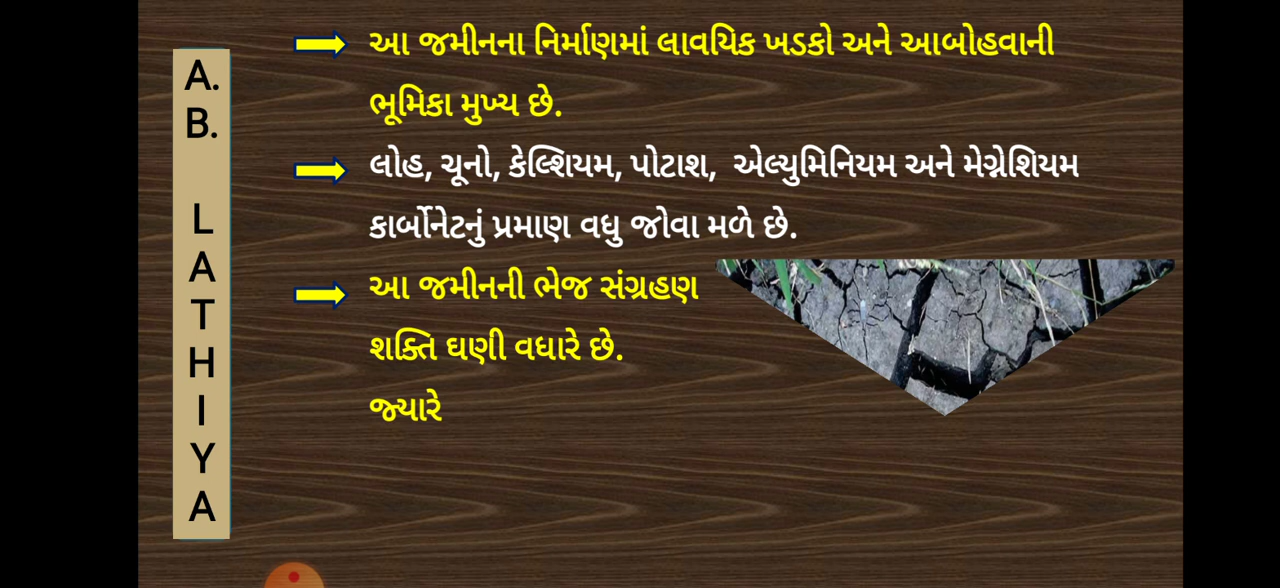 A.
B.
L
A
T
H
I
Y
A
આ જમીનના નિર્માણમાં લાવયિક ખડકો અને આબોહવાની
ભૂમિકા મુખ્ય છે.
લોહ, ચૂનો, કેલ્શિયમ, પોટાશ, એલ્યુમિનિયમ અને મેગ્નેશિયમ
કાર્બોનેટનું પ્રમાણ વધુ જોવા મળે છે.
આ જમીનની ભેજ સંગ્રહણ
શક્તિ ઘણી વધારે છે.
જ્યારે